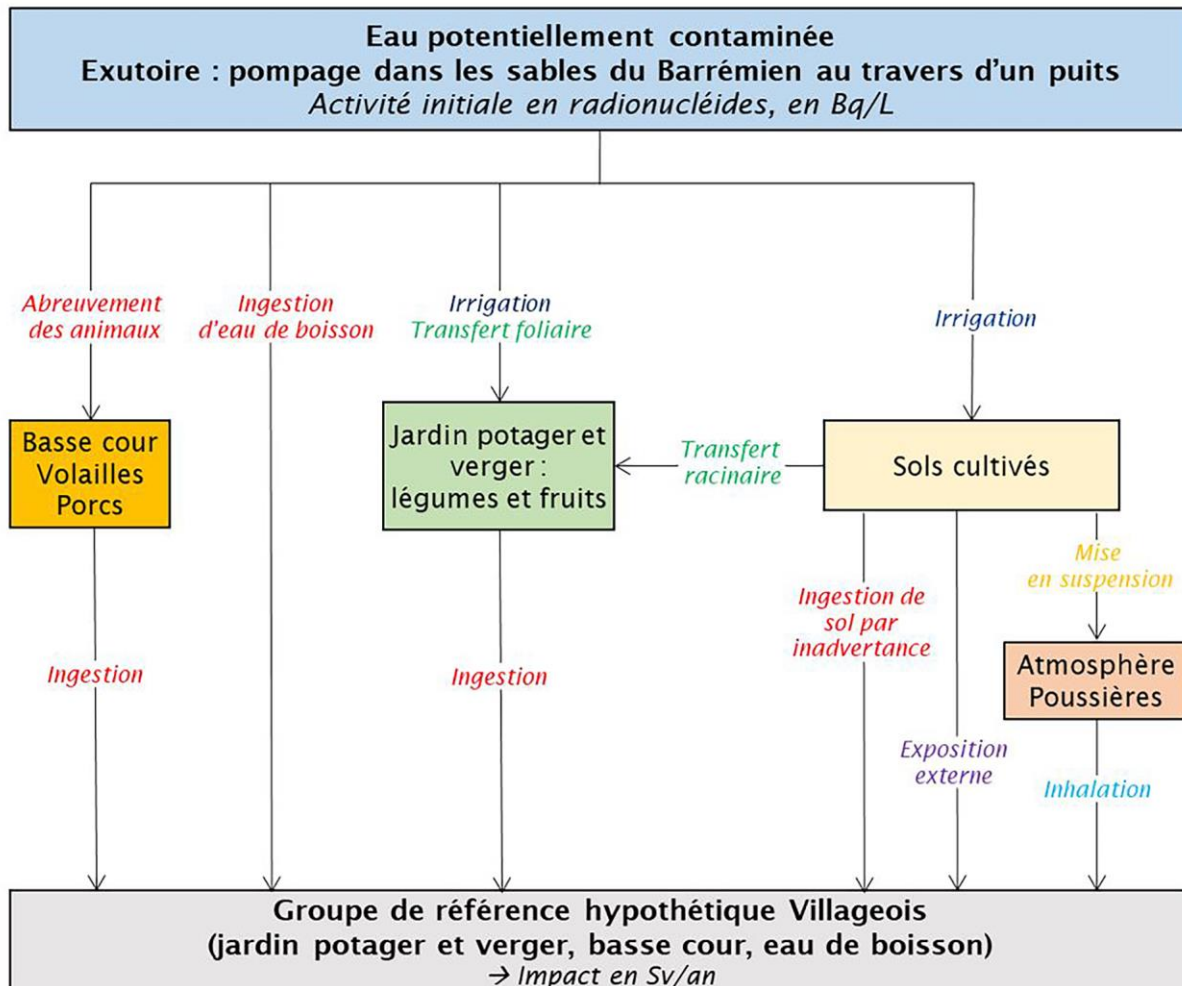 Eau potentiellement contaminée
Exutoire : pompage dans les sables du Barrémien au travers d'un puits
Activité initiale en radionucléides, en Bq/L
Abreuvement
des animaux
Ingestion
d'eau de boisson
Irrigation
Transfert foliaire
Irrigation
Basse cour
Volailles
Porcs
Jardin potager et
verger :
légumes et fruits
Transfert
racinaire
Sols cultivés
Mise
en suspension
Ingestion de
sol par
inadvertance
Atmosphère
Poussières
Ingestion
Ingestion
Exposition
externe
Inhalation
Groupe de référence hypothétique Villageois
(jardin potager et verger, basse cour, eau de boisson)
→ Impact en Sv/an